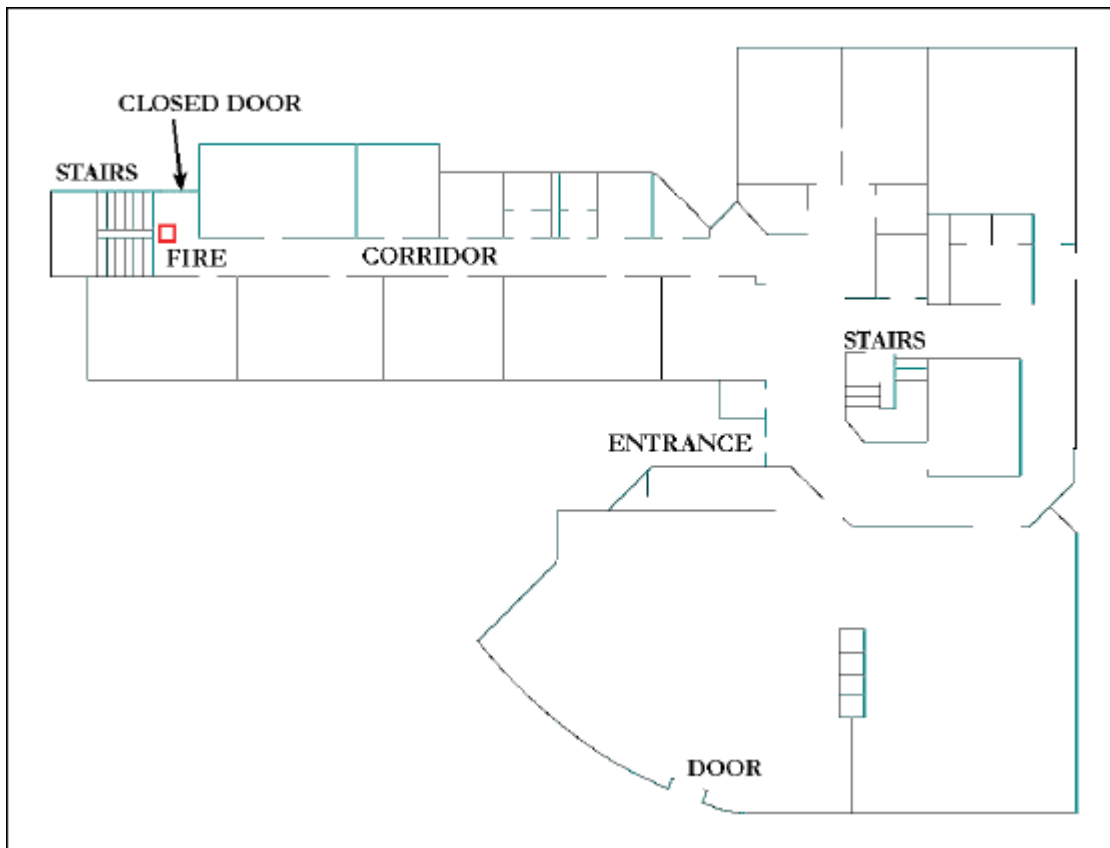 CLOSED DOOR
STAIRS
FIRE
CORRIDOR
STAIRS
ENTRANCE
DOOR